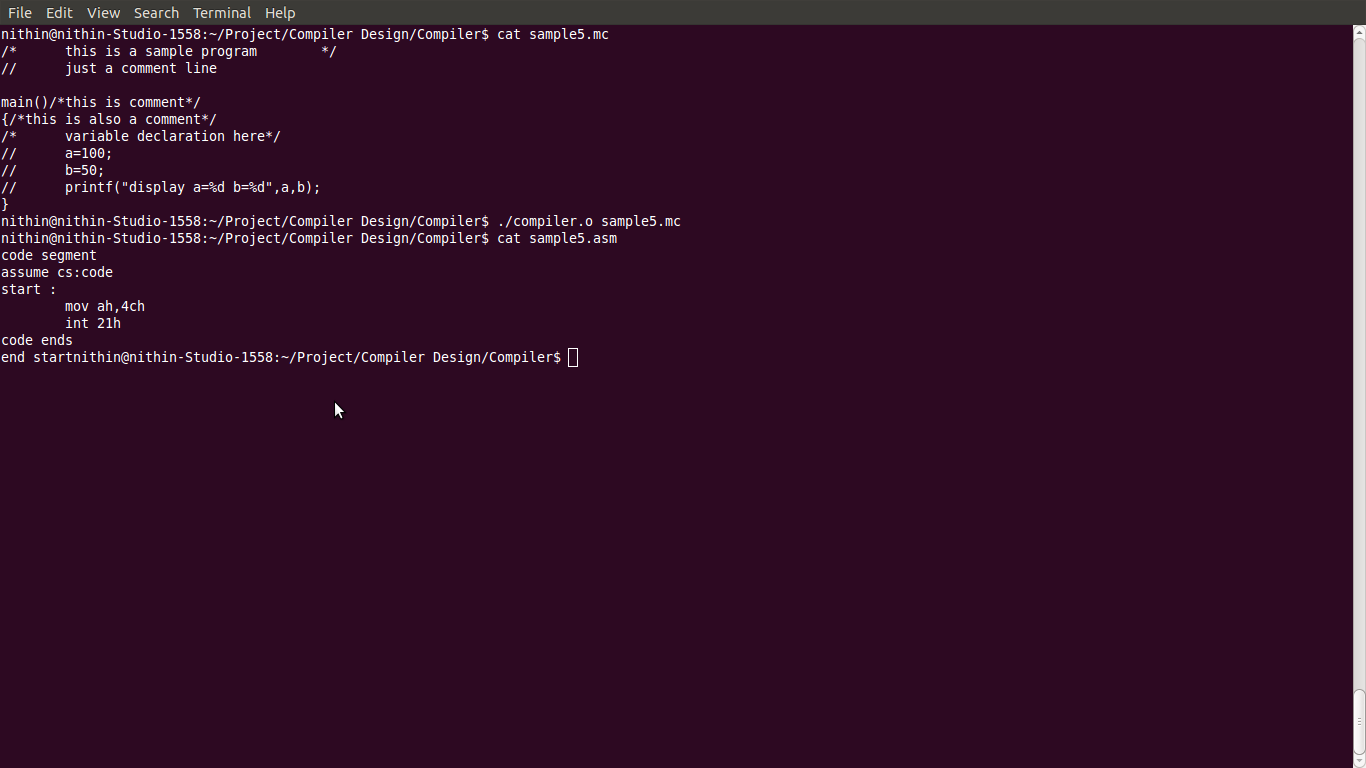 File Edit View Search Terminal Help
nithin@nithin-Studio-1558:~/Project/Compiler Design/Compiler$ cat sample5.mc
/*      this is a sample program        */
//      just a comment line

main()/*this is comment*/
{/*this is also a comment*/
/*      variable declaration here*/
//      a=100;
//      b=50;
//      printf("display a=%d b=%d",a,b);
}
nithin@nithin-Studio-1558:~/Project/Compiler Design/Compiler$ ./compiler.o sample5.mc
nithin@nithin-Studio-1558:~/Project/Compiler Design/Compiler$ cat sample5.asm
code segment
assume cs:code
start :
        mov ah,4ch
        int 21h
code ends
end startnithin@nithin-Studio-1558:~/Project/Compiler Design/Compiler$